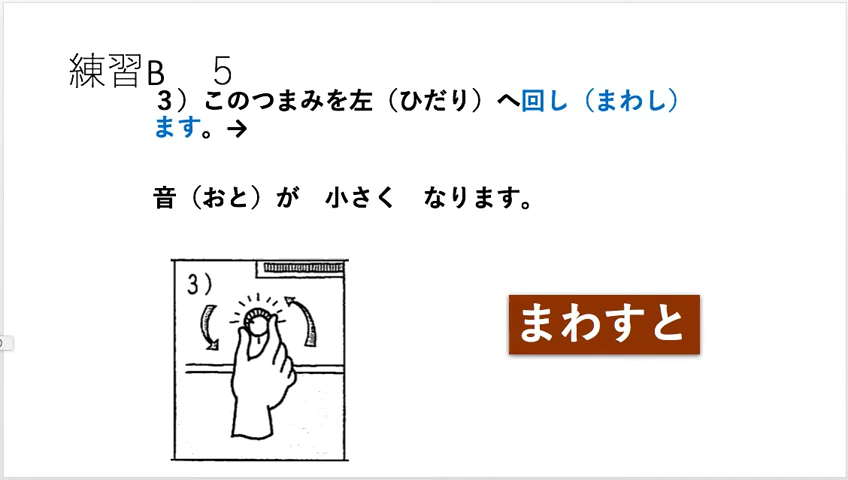 練習B　5
３）このつまみを左（ひだり）へ回し（まわし）
ます。→
音（おと）が　小さく　なります。
3）
まわすと